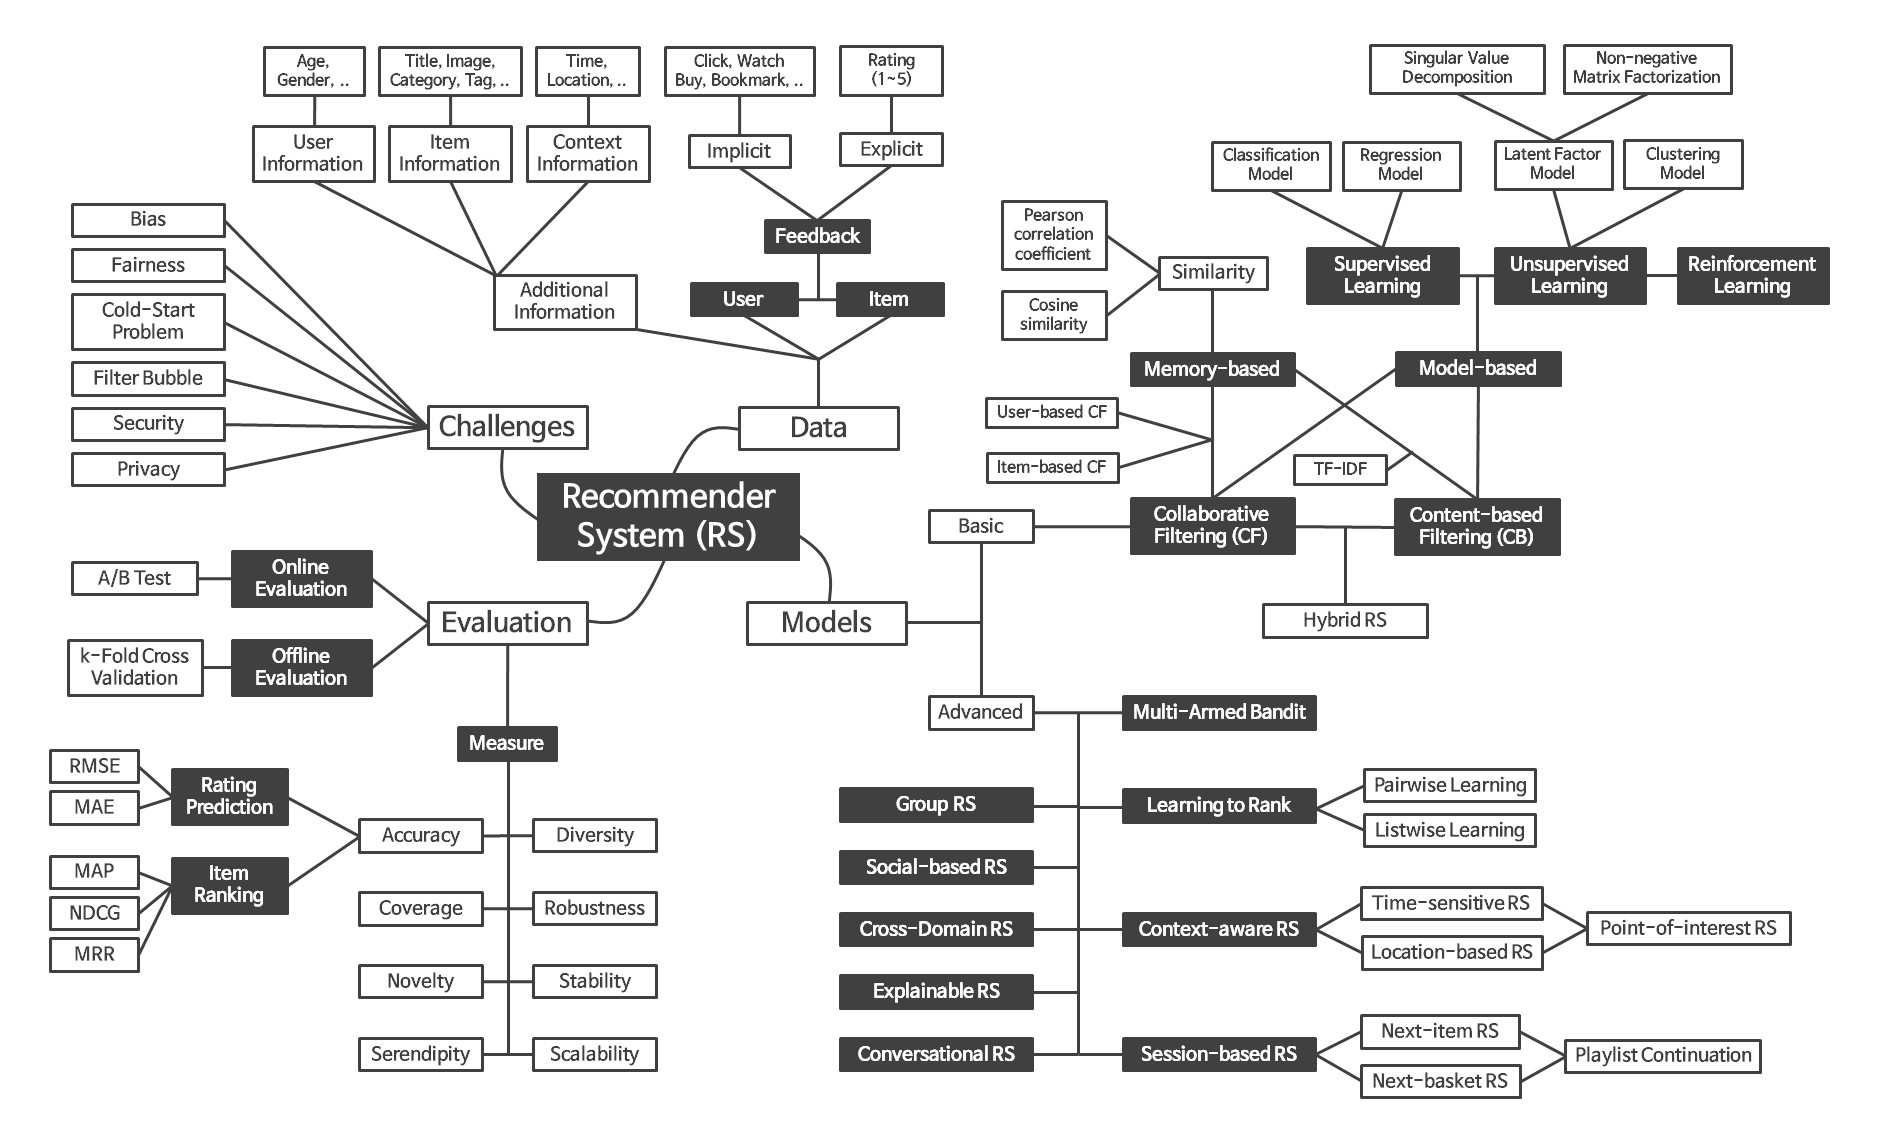 Age,
Gender, ..
Title, Image,
Category, Tag, ..
Time,
Location, ..
Click, Watch
Buy, Bookmark, ..
Rating
(1~5)
User
Information
Item
Information
Context
Information
Implicit
Explicit
Feedback
User
Item
Additional
Information
Data
Bias
Fairness
Cold-Start
Problem
Filter Bubble
Security
Privacy
Challenges
Recommender
System (RS)
Singular Value
Decomposition
Non-negative
Matrix Factorization
Classification
Model
Regression
Model
Latent Factor
Model
Clustering
Model
Pearson
correlation
coefficient
Cosine
similarity
Similarity
Supervised
Learning
Unsupervised
Learning
Reinforcement
Learning
Memory-based
Model-based
User-based CF
Item-based CF
TF-IDF
Basic
Collaborative
Filtering (CF)
Content-based
Filtering (CB)
Hybrid RS
Models
Advanced
Multi-Armed Bandit
Group RS
Learning to Rank
Pairwise Learning
Listwise Learning
Social-based RS
Cross-Domain RS
Context-aware RS
Time-sensitive RS
Location-based RS
Point-of-interest RS
Explainable RS
Conversational RS
Session-based RS
Next-item RS
Next-basket RS
Playlist Continuation
A/B Test
Online
Evaluation
k-Fold Cross
Validation
Offline
Evaluation
Evaluation
Measure
RMSE
MAE
Rating
Prediction
MAP
NDCG
MRR
Item
Ranking
Accuracy
Diversity
Coverage
Robustness
Novelty
Stability
Serendipity
Scalability